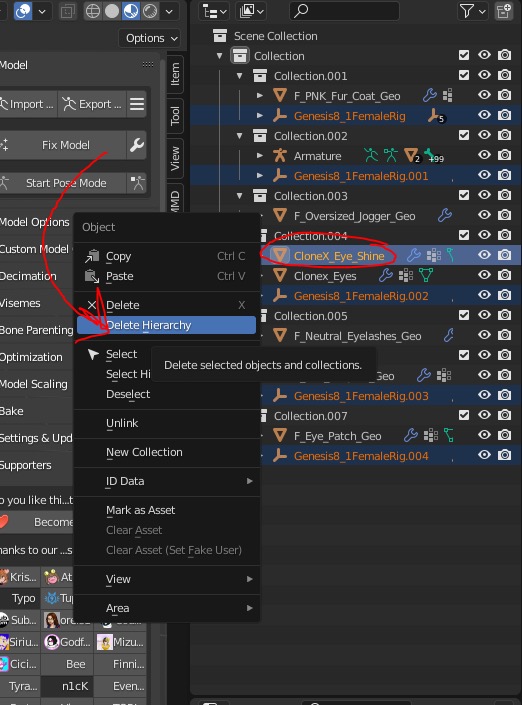 Options
Scene Collection
Collection
Model
Collection.001
Import ...
Export ...
F_PNK_Fur_Coat_Geo
Genesis8_1FemaleRig
5
Fix Model
Collection.002
Armature
2
+99
Start Pose Mode
Genesis8_1FemaleRig.001
Item
Tool
View
MMD
Collection.003
F_Oversized_Jogger_Geo
Model Options
004
Custom Model
CloneX_Eye_Shine
Decimation
Clonex_Eyes
Genesis8_1FemaleRig.002
Visemes
Collection.005
Bone Parenting
F_Neutral_Eyelashes_Geo
Optimization
Model Scaling
_Geo
Genesis8_1FemaleRig.003
Bake
Collection.007
Settings & Upd
F_Eye_Patch_Geo
Supporters
Genesis8_1FemaleRig.004
Object
Copy
Ctrl C
Paste
Ctrl V
Delete
X
Delete Hierarchy
Select
Select Hi
Deselect
Delete selected objects and collections.
Unlink
New Collection
ID Data
Mark as Asset
Clear Asset
Clear Asset (Set Fake User)
View
Area
o you like thi...t
Become
hanks to our ...s
Kris...
At
Typo
Tup
Sub...
Siriu...
Godf...
Mizu...
Cici...
Bee
Finni...
Tyra...
n1cK
Even...